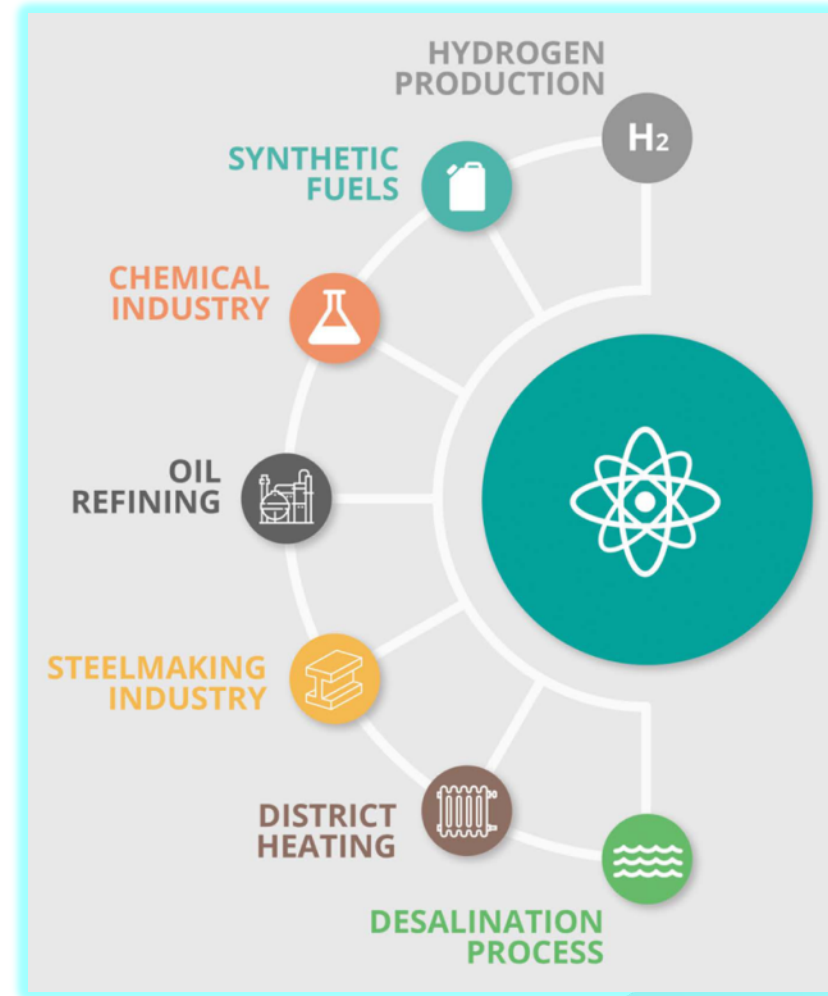 HYDROGEN
PRODUCTION
H2
SYNTHETIC
FUELS
CHEMICAL
INDUSTRY
OIL
REFINING
STEELMAKING
INDUSTRY
DISTRICT
HEATING
DESALINATION
PROCESS